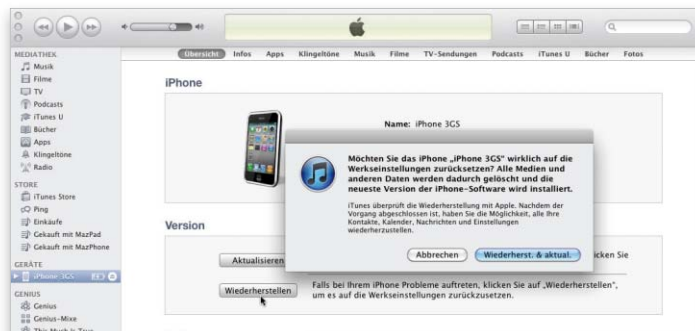 Übersicht Infos Apps Klingeltöne Musik Filme TV-Sendungen Podcasts iTunes U Bücher Fotos
MEDIATHEK
Musik
Filme
TV
Podcasts
iTunes U
Bücher
Apps
Klingeltöne
Radio
STORE
iTunes Store
Ping
Einkäufe
Gekauft mit MazPad
Gekauft mit MazPhone
GERÄTE
iPhone 3GS
GENIUS
Genius
Genius-Mixe
This Much Is True
iPhone
Name: iPhone 3GS
Möchten Sie das iPhone „iPhone 3GS" wirklich auf die
Werkseinstellungen zurücksetzen? Alle Medien und
anderen Daten werden dadurch gelöscht und die
neueste Version der iPhone-Software wird installiert.
iTunes überprüft die Wiederherstellung mit Apple. Nachdem der
Vorgang abgeschlossen ist, haben Sie die Möglichkeit, alle Ihre
Kontakte, Kalender, Nachrichten und Einstellungen
wiederherzustellen.
Abbrechen Wiederherst. & aktual.
Version
Aktualisieren
icken Sie
Wiederherstellen
Falls bei Ihrem iPhone Probleme auftreten, klicken Sie auf „Wiederherstellen",
um es auf die Werkseinstellungen zurückzusetzen.